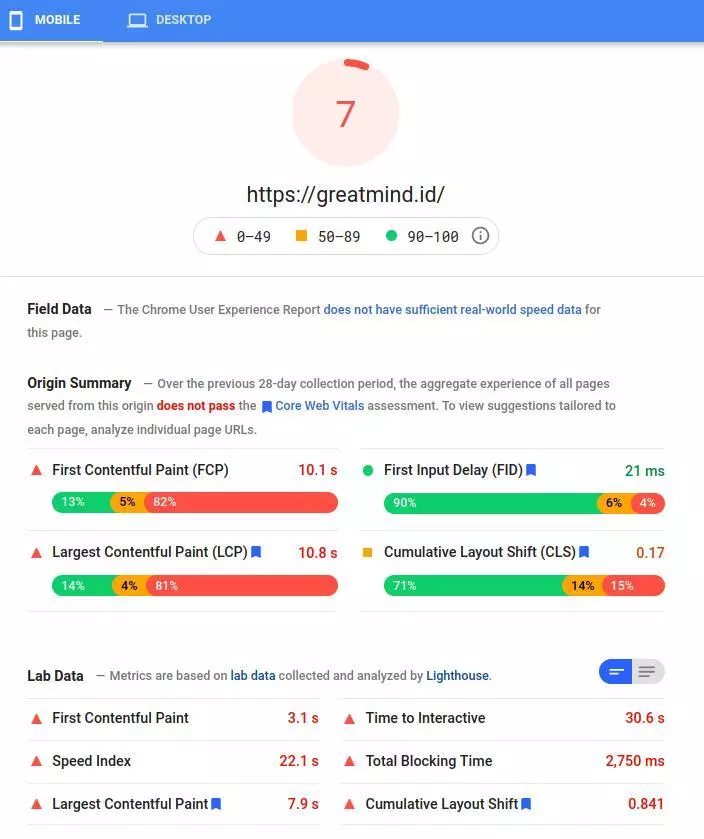 MOBILE DESKTOP
7
https://greatmind.id/
0–49 50–89 90–100
Field Data — The Chrome User Experience Report does not have sufficient real-world speed data for
this page.
Origin Summary — Over the previous 28-day collection period, the aggregate experience of all pages
served from this origin does not pass the Core Web Vitals assessment. To view suggestions tailored to
each page, analyze individual page URLs.
First Contentful Paint (FCP) 10.1 s First Input Delay (FID) 21 ms
13% 5% 82% 90% 6% 4%
Largest Contentful Paint (LCP) 10.8 s Cumulative Layout Shift (CLS) 0.17
14% 4% 81% 71% 14% 15%
Lab Data — Metrics are based on lab data collected and analyzed by Lighthouse.
First Contentful Paint 3.1 s Time to Interactive 30.6 s
Speed Index 22.1 s Total Blocking Time 2,750 ms
Largest Contentful Paint 7.9 s Cumulative Layout Shift 0.841